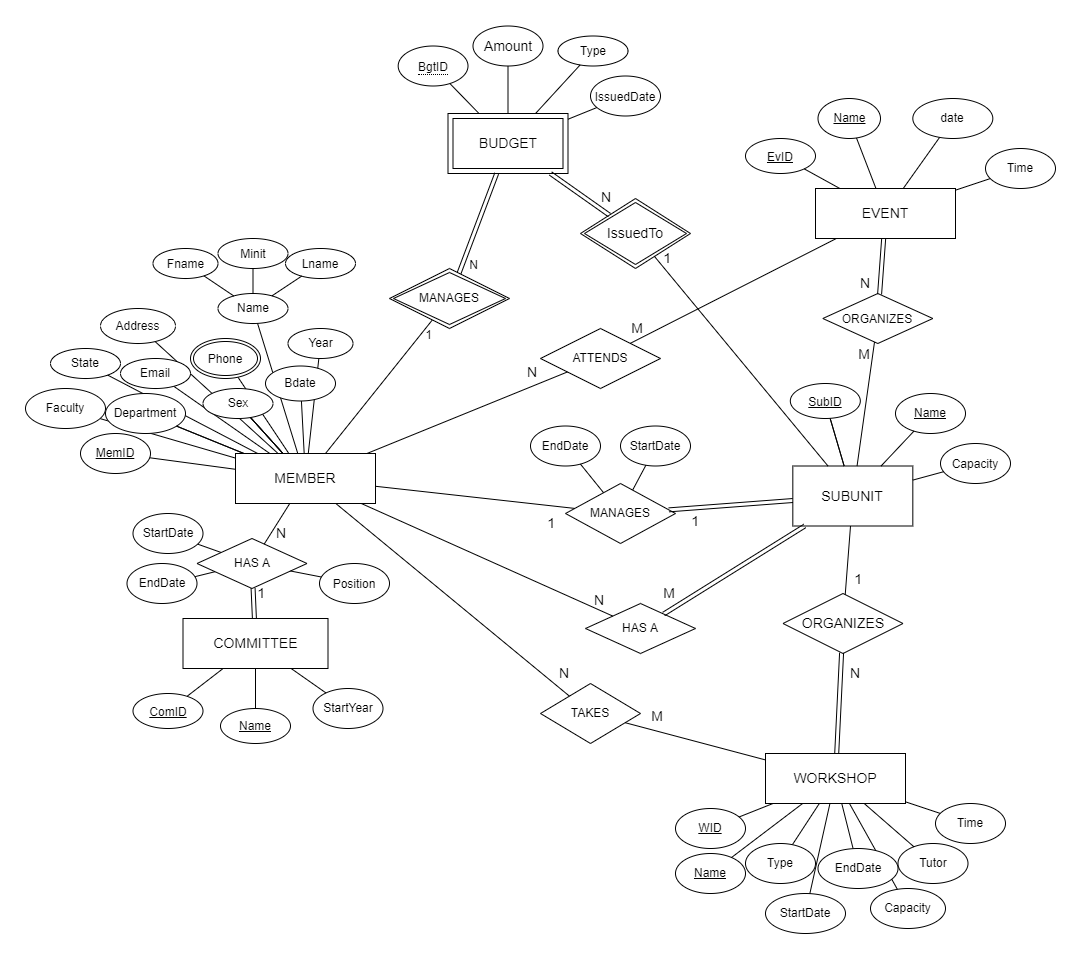 Amount
Type
BgtID
IssuedDate
BUDGET
Name
date
EvID
Time
EVENT
N
IssuedTo
1
N
MANAGES
1
N
ORGANIZES
M
Fname
Minit
Lname
Name
Address
Phone
Year
State
Email
Bdate
Faculty
Department
Sex
MemID
MEMBER
M
ATTENDS
N
SubID
Name
Capacity
SUBUNIT
EndDate
StartDate
MANAGES
1
1
N
StartDate
HAS A
EndDate
Position
1
COMMITTEE
ComID
Name
StartYear
M
N
HAS A
1
ORGANIZES
N
N
TAKES
M
WORKSHOP
WID
Time
Name
Type
EndDate
Tutor
StartDate
Capacity